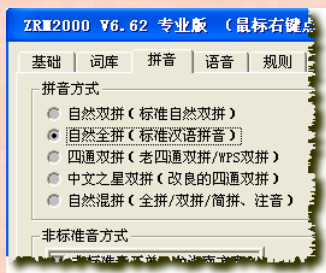 ZRM2000 V6.62 专业版 （鼠标右键点
基础 词库 拼音 语音 规则
拼音方式
自然双拼（标准自然双拼）
自然全拼（标准汉语拼音）
四通双拼（老四通双拼/WPS双拼）
中文之星双拼（改良的四通双拼）
自然混拼（全拼/双拼/简拼、注音）
非标准音方式